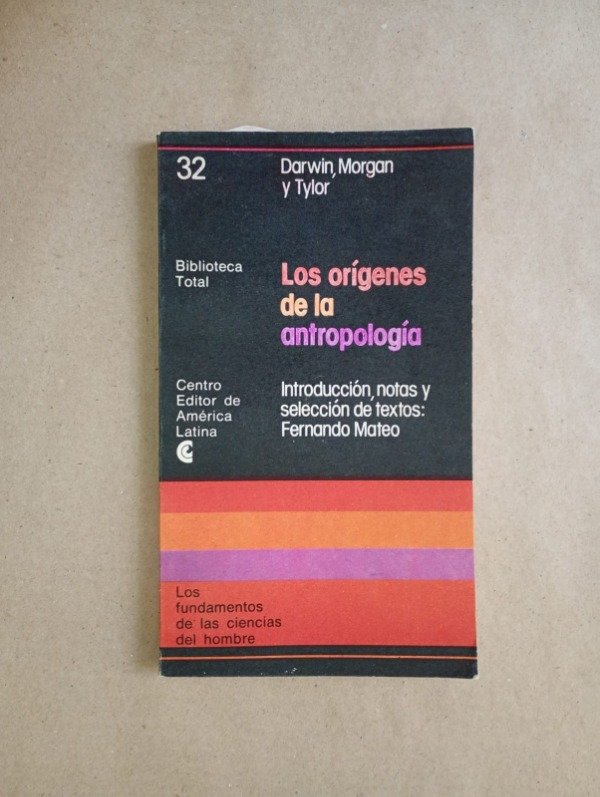 32
Darwin, Morgan
y Tylor
Biblioteca
Total
Los orígenes
de la
antropología
Centro
Editor de
América
Latina
Introducción, notas y
selección de textos:
Fernando Mateo
Los
fundamentos
de las ciencias
del hombre